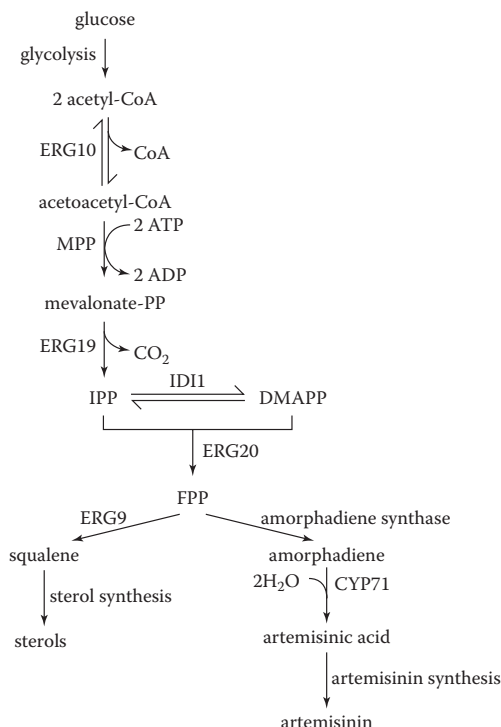 glucose
glycolysis
2 acetyl-CoA
ERG10
CoA
acetoacetyl-CoA
2 ATP
MPP
2 ADP
mevalonate-PP
ERG19
CO₂
IDI1
IPP
DMAPP
ERG20
FPP
ERG9
amorphadiene synthase
squalene
amorphadiene
2H₂O
CYP71
sterol synthesis
sterols
artemisinic acid
artemisinin synthesis
artemisinin